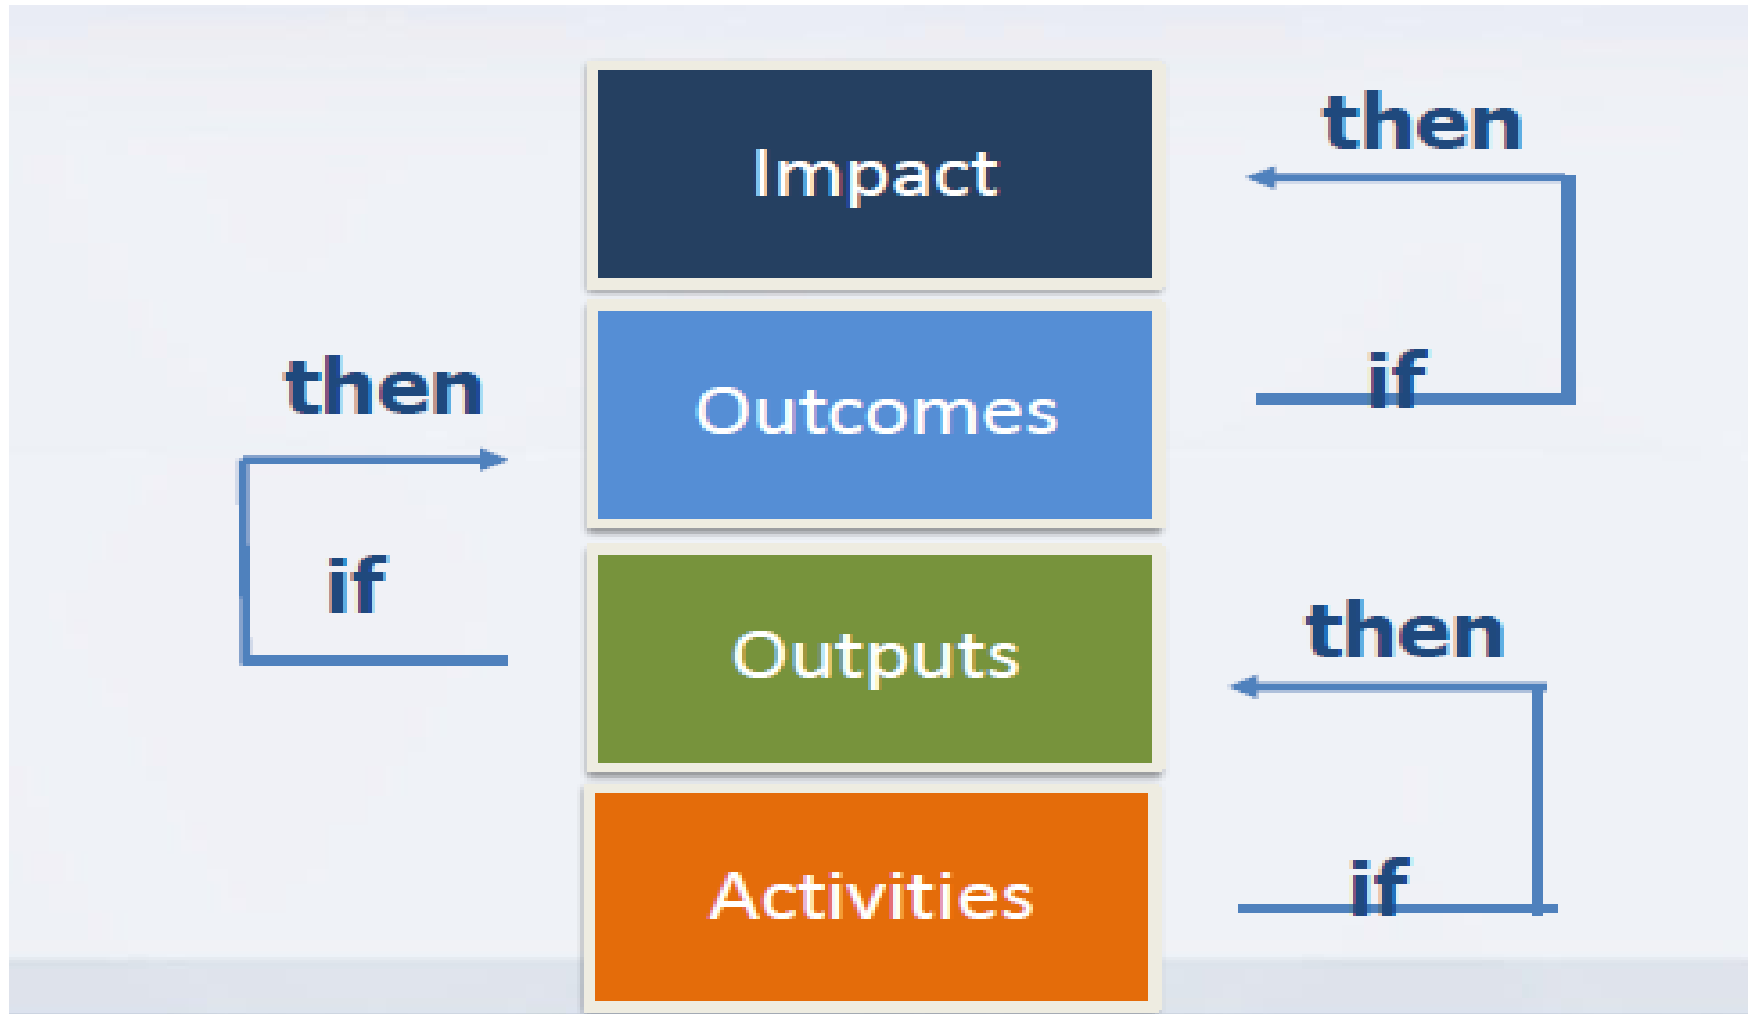 Impact
then
if
Outcomes
then
if
Outputs
then
if
Activities